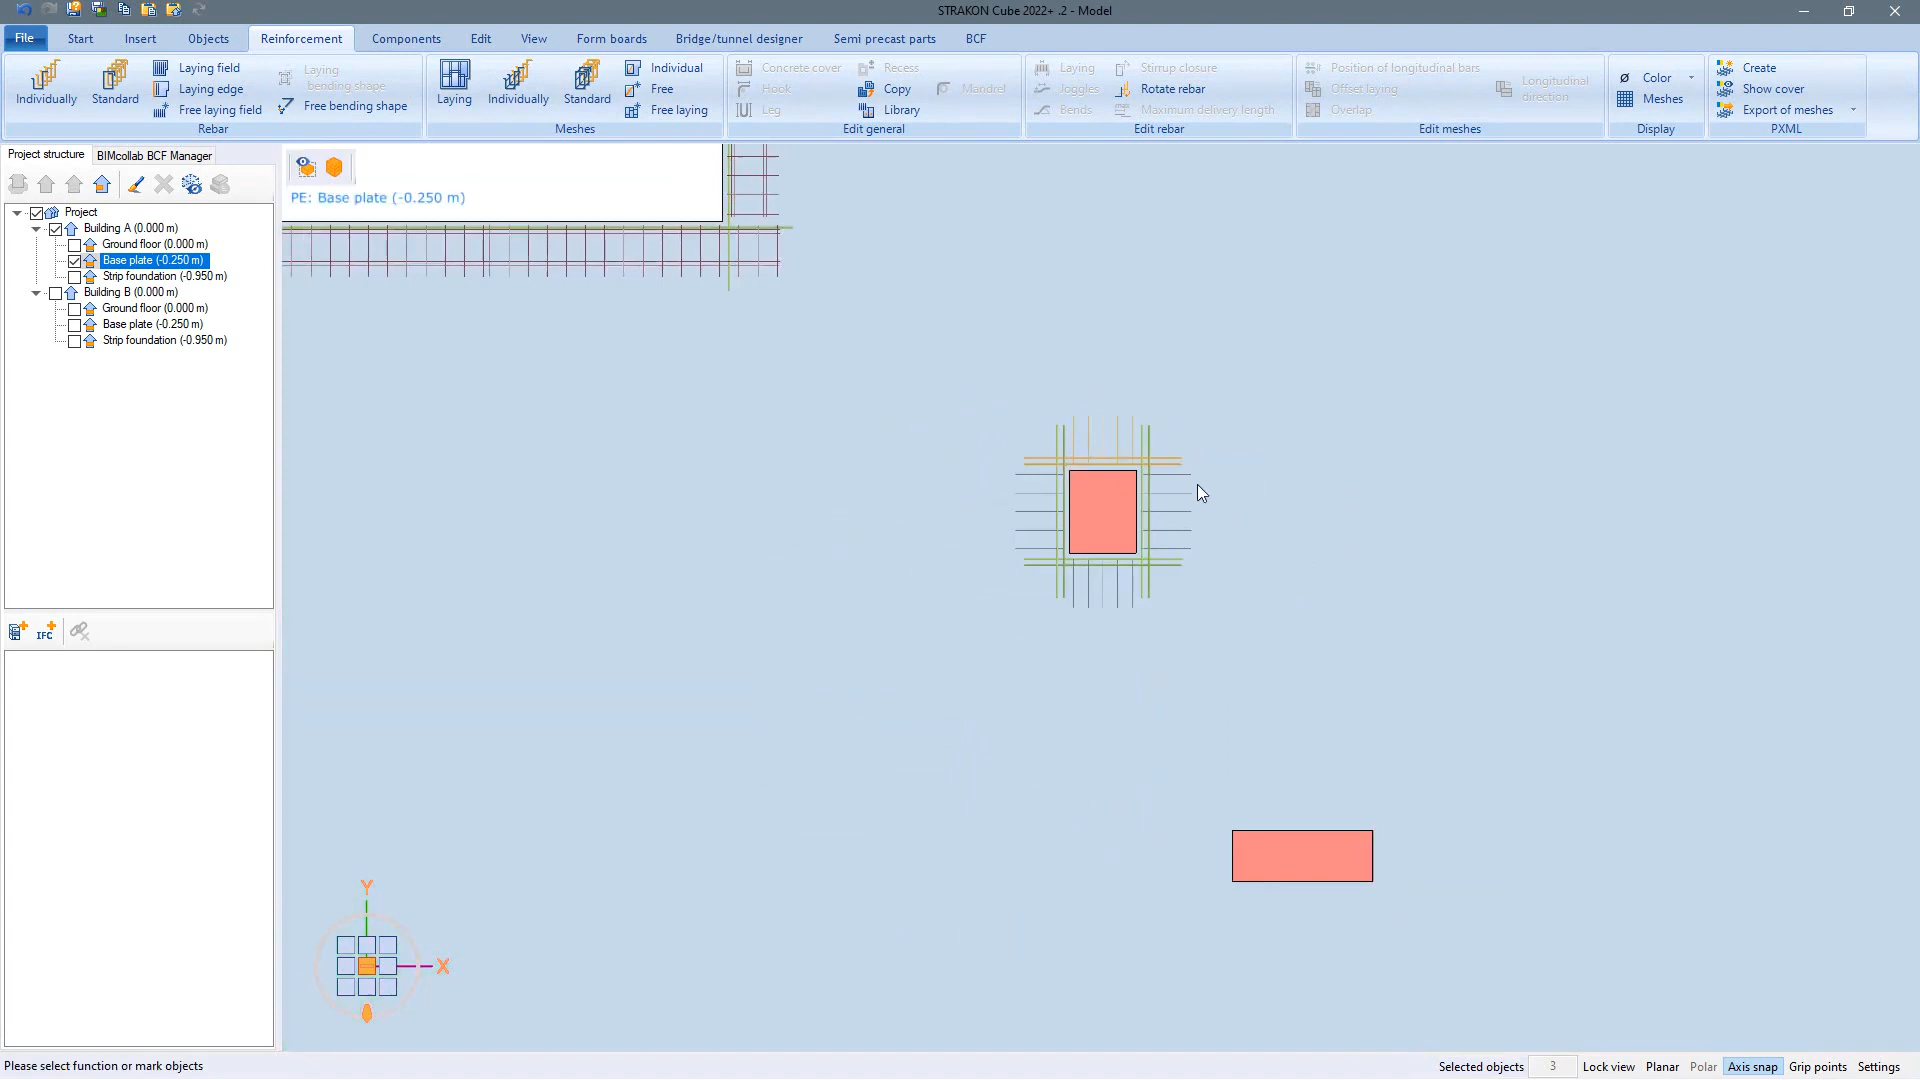 STRAKON Cube 2022+ .2 - Model
File
Start
Insert
Objects
Reinforcement
Components
Edit
View
Form boards
Bridge/tunnel designer
Semi precast parts
BCF
Individually
Standard
Laying field
Laying edge
Free laying field
Laying
bending shape
Free bending shape
Rebar
Laying
Individually
Standard
Individual
Free
Free laying
Meshes
Concrete cover
Hook
Leg
Recess
Copy
Library
Mandrel
Edit general
Laying
Joggles
Bends
Stirrup closure
Rotate rebar
Maximum delivery length
Edit rebar
Position of longitudinal bars
Offset laying
Overlap
Longitudinal
direction
Edit meshes
Color
Meshes
Display
Create
Show cover
Export of meshes
PXML
Project structure
BIMcollab BCF Manager
Project
Building A (0.000 m)
Ground floor (0.000 m)
Base plate (-0.250 m)
Strip foundation (-0.950 m)
Building B (0.000 m)
Ground floor (0.000 m)
Base plate (-0.250 m)
Strip foundation (-0.950 m)
IFC
PE: Base plate (-0.250 m)
Y
X
Please select function or mark objects
Selected objects
3
Lock view
Planar
Polar
Axis snap
Grip points
Settings